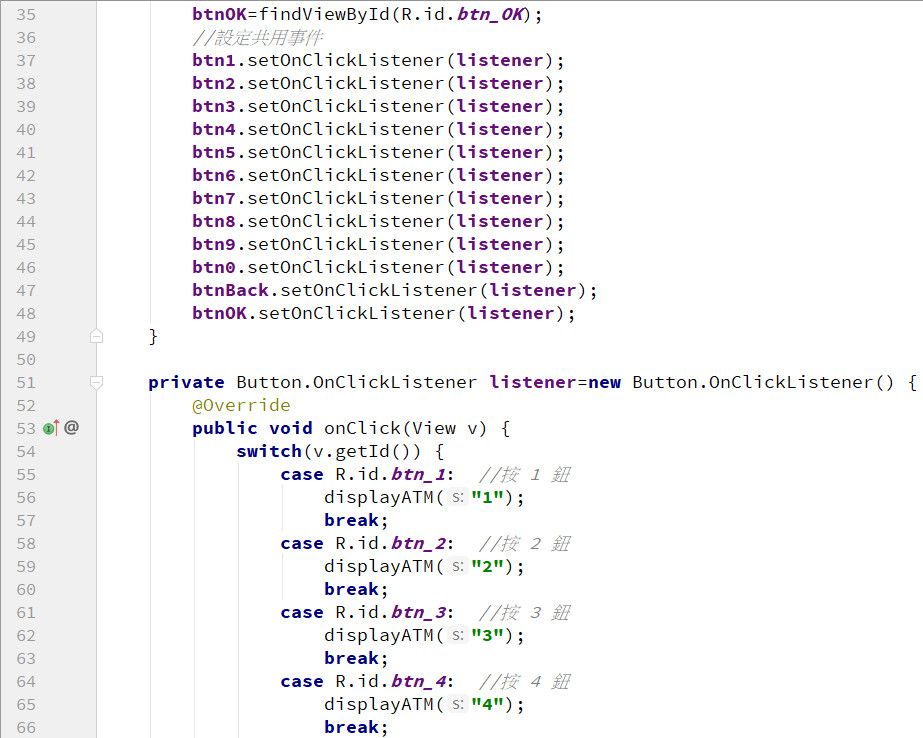 35 btnOK=findViewById(R.id.btn_OK);
36 //設定共用事件
37 btn1.setOnClickListener(listener);
38 btn2.setOnClickListener(listener);
39 btn3.setOnClickListener(listener);
40 btn4.setOnClickListener(listener);
41 btn5.setOnClickListener(listener);
42 btn6.setOnClickListener(listener);
43 btn7.setOnClickListener(listener);
44 btn8.setOnClickListener(listener);
45 btn9.setOnClickListener(listener);
46 btn0.setOnClickListener(listener);
47 btnBack.setOnClickListener(listener);
48 btnOK.setOnClickListener(listener);
49 }
50
51 private Button.OnClickListener listener=new Button.OnClickListener() {
52 @Override
53 @ public void onClick(View v) {
54 switch(v.getId()) {
55 case R.id.btn_1: //按 1 鈕
56 displayATM( s: "1");
57 break;
58 case R.id.btn_2: //按 2 鈕
59 displayATM( s: "2");
60 break;
61 case R.id.btn_3: //按 3 鈕
62 displayATM( s: "3");
63 break;
64 case R.id.btn_4: //按 4 鈕
65 displayATM( s: "4");
66 break;